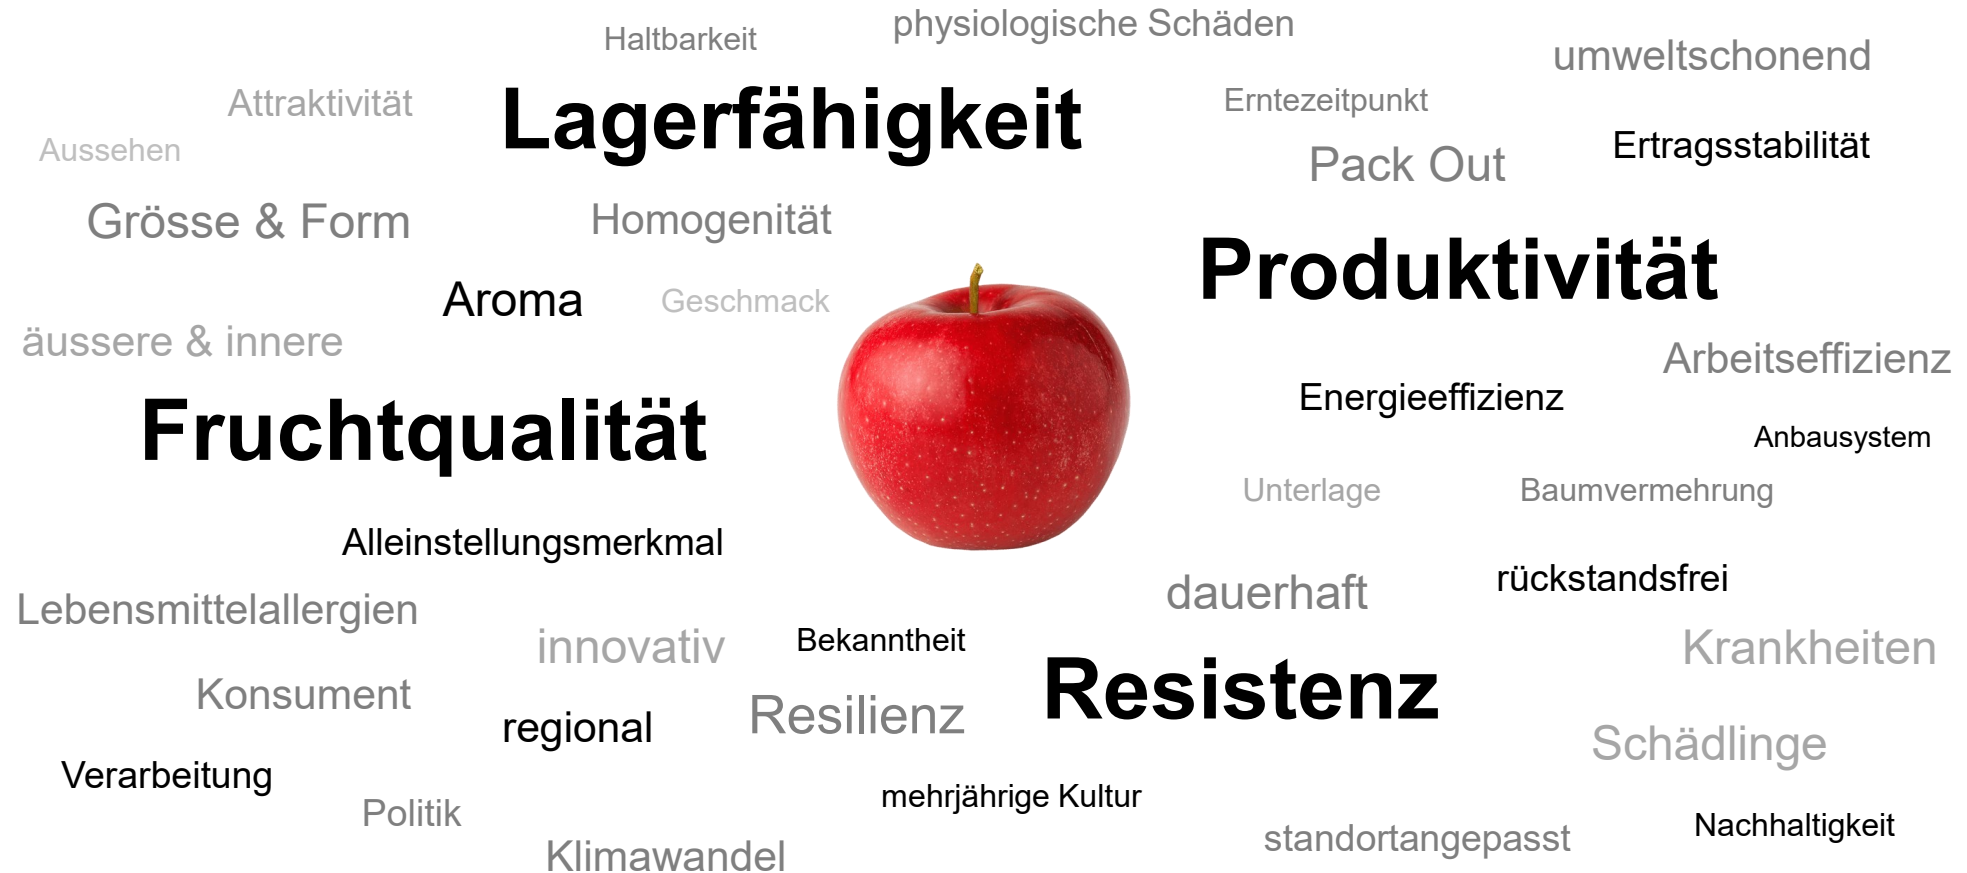 physiologische Schäden
Haltbarkeit
umweltschonend
Attraktivität
Lagerfähigkeit
Erntezeitpunkt
Aussehen
Pack Out
Ertragsstabilität
Grösse & Form
Homogenität
Produktivität
Aroma
Geschmack
äussere & innere
Arbeitseffizienz
Energieeffizienz
Fruchtqualität
Anbausystem
Unterlage
Baumvermehrung
Alleinstellungsmerkmal
rückstandsfrei
dauerhaft
Lebensmittelallergien
innovativ
Bekanntheit
Krankheiten
Konsument
Resistenz
regional
Resilienz
Schädlinge
Verarbeitung
mehrjährige Kultur
Politik
Nachhaltigkeit
standortangepasst
Klimawandel